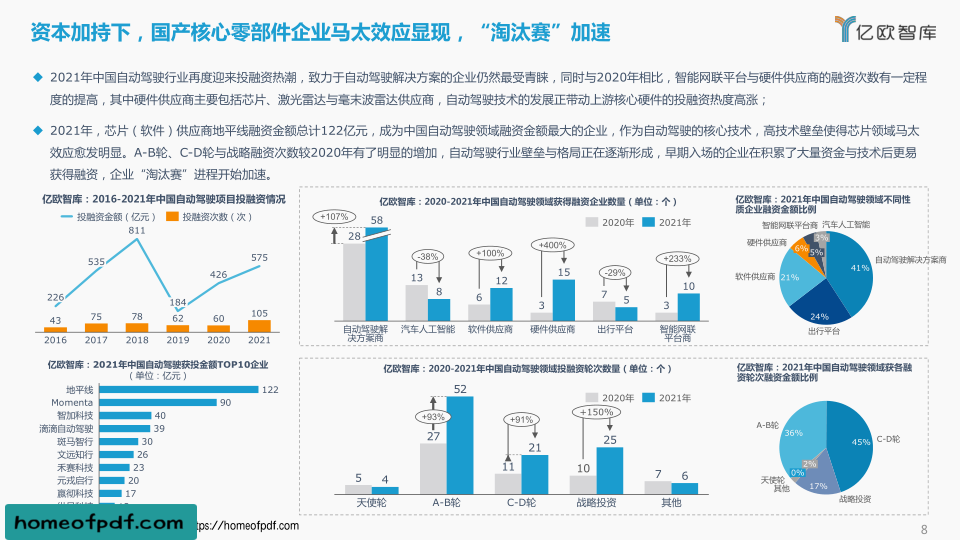 资本加持下，国产核心零部件企业马太效应显现，“淘汰赛”加速
亿欧智库
2021年中国自动驾驶行业再度迎来投融资热潮，致力于自动驾驶解决方案的企业仍然最受青睐，同时与2020年相比，智能网联平台与硬件供应商的融资次数有一定程
度的提高，其中硬件供应商主要包括芯片、激光雷达与毫末波雷达供应商，自动驾驶技术的发展正带动上游核心硬件的投融资热度高涨；
2021年，芯片（软件）供应商地平线融资金额总计122亿元，成为中国自动驾驶领域融资金额最大的企业，作为自动驾驶的核心技术，高技术壁垒使得芯片领域马太
效应愈发明显。A-B轮、C-D轮与战略融资次数较2020年有了明显的增加，自动驾驶行业壁垒与格局正在逐渐形成，早期入场的企业在积累了大量资金与技术后更易
获得融资，企业“淘汰赛”进程开始加速。
亿欧智库：2016-2021年中国自动驾驶项目投融资情况
投融资金额（亿元） 投融资次数（次）
811
535
575
426
226
184
43 75 78 62 60 105
2016 2017 2018 2019 2020 2021
亿欧智库：2020-2021年中国自动驾驶领域获得融资企业数量（单位：个）
2020年 2021年
+107% -38% +100% +400% -29% +233%
28 58 13 8 6 12 3 15 7 5 3 10
自动驾驶解 汽车人工智能 软件供应商 硬件供应商 出行平台 智能网联
决方案商 平台商
亿欧智库：2021年中国自动驾驶领域不同性
质企业融资金额比例
智能网联平台商 汽车人工智能
硬件供应商
自动驾驶解决方案商
软件供应商
出行平台
3%
5%
6%
41%
21%
24%
亿欧智库：2021年中国自动驾驶获投金额TOP10企业
（单位：亿元）
地平线 122
Momenta 90
智加科技 40
滴滴自动驾驶 39
斑马智行 30
文远知行 26
禾赛科技 23
元戎启行 20
嬴彻科技 17
亿欧智库：2020-2021年中国自动驾驶领域投融资轮次数量（单位：个）
2020年 2021年
+93% +91% +150%
5 4 27 52 11 21 10 25 7 6
天使轮 A-B轮 C-D轮 战略投资 其他
亿欧智库：2021年中国自动驾驶领域获各融
资轮次融资金额比例
A-B轮
C-D轮
天使轮
其他
战略投资
36%
45%
2%
0%
17%
homeofpdf.com
ttps://homeofpdf.com
8